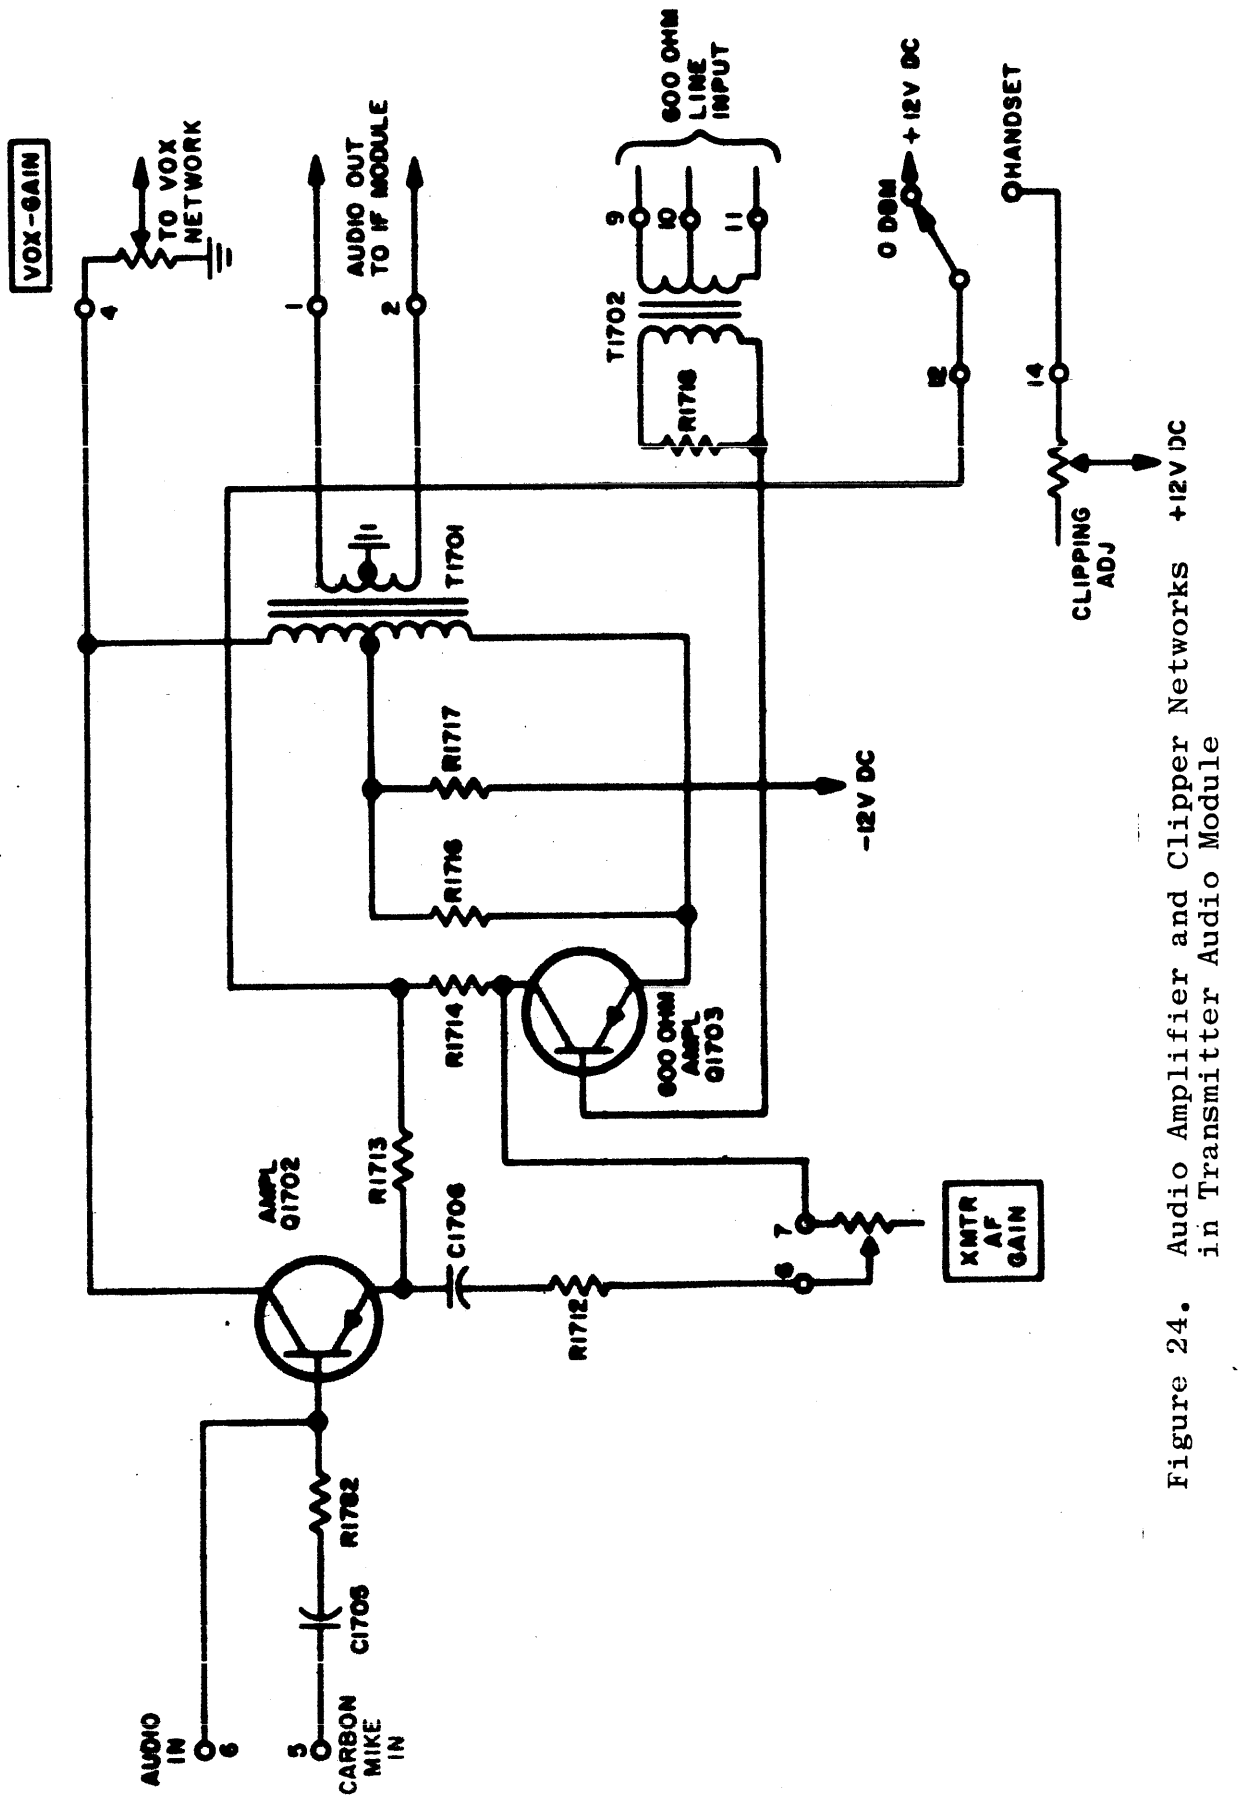 VOX-GAIN
4
TO VOX
NETWORK
1
AUDIO OUT
TO IF MODULE
2
T1701
600 OHM
LINE
INPUT
9
10
11
T1702
R1718
0 DBM
+12V DC
12
HANDSET
14
CLIPPING
ADJ
+12V DC
R1717
R1716
-12V DC
R1714
600 OHM
AMPL
Q1703
R1713
AMPL
Q1702
C1706
R1712
7
XMTR
AF
GAIN
R1782
C1705
AUDIO
IN
6
5
CARBON
MIKE
IN
Figure 24. Audio Amplifier and Clipper Networks
in Transmitter Audio Module